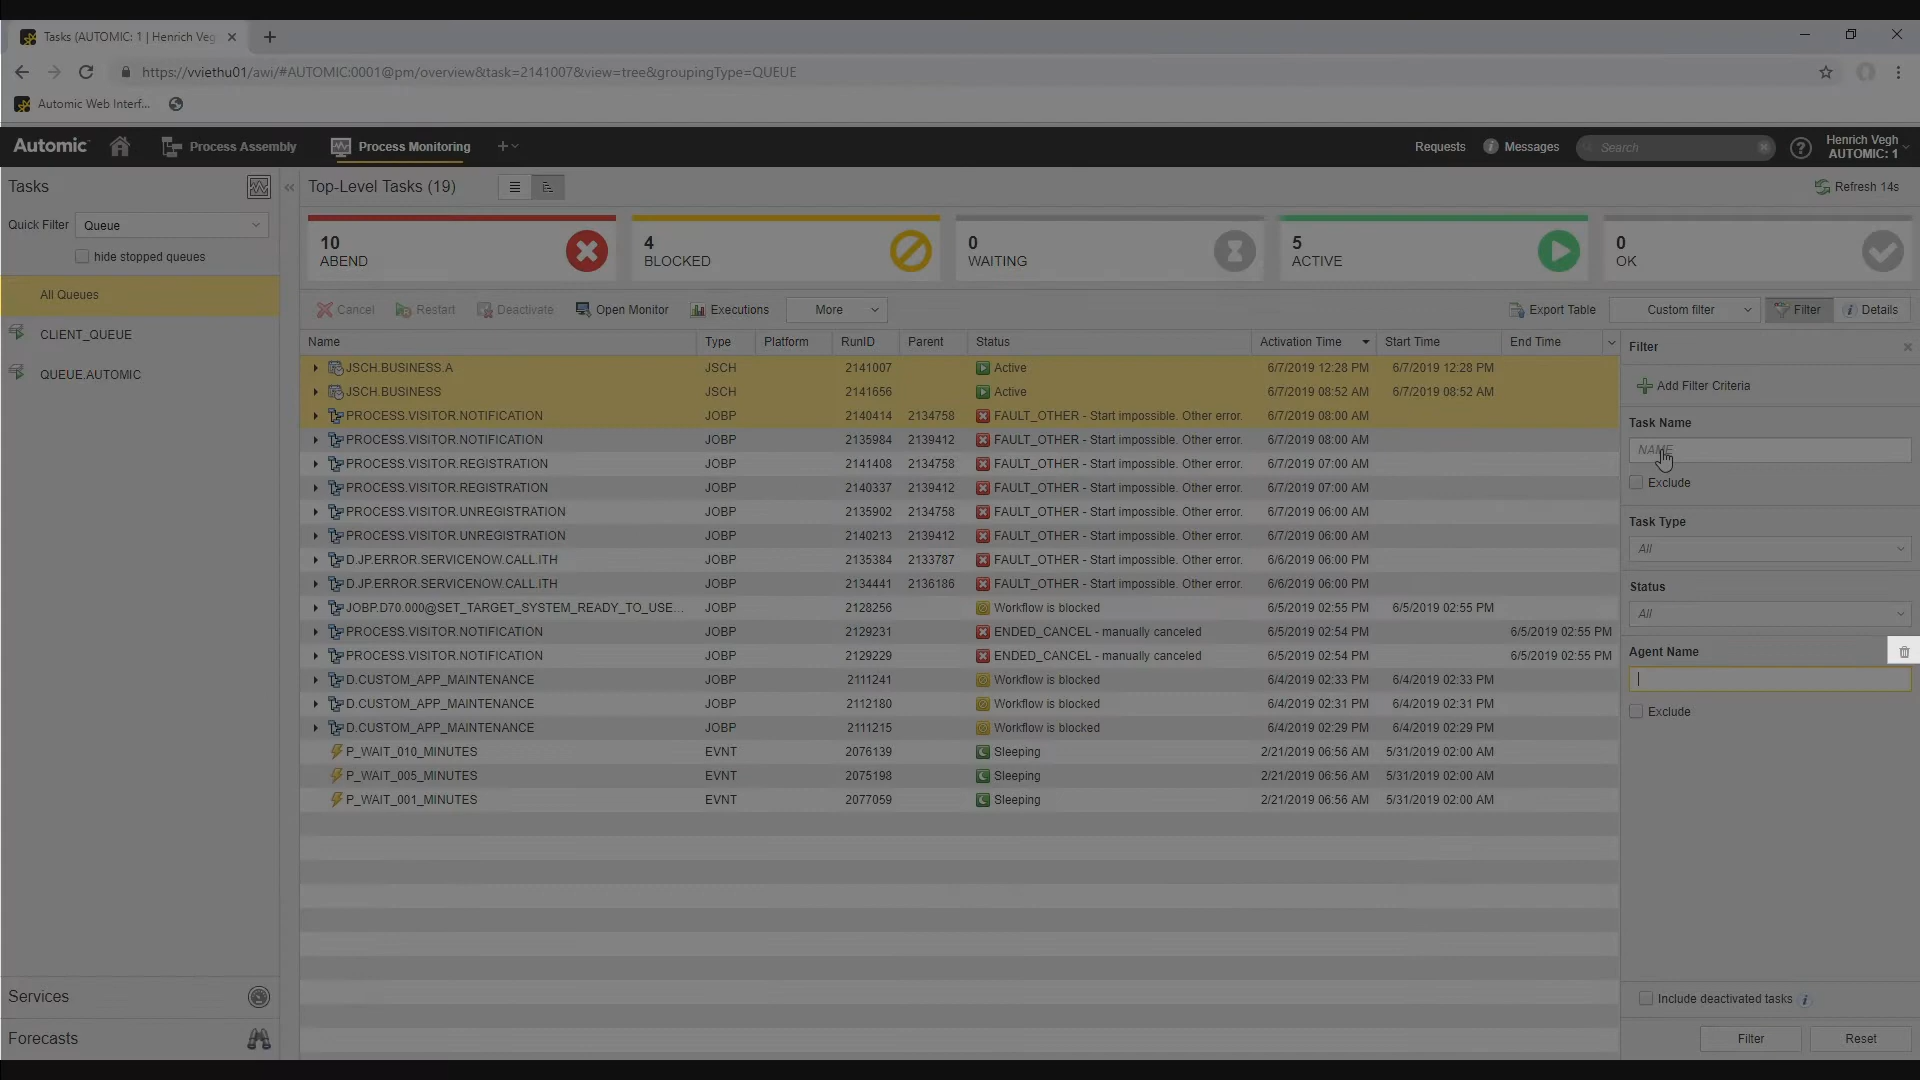 Tasks (AUTOMIC: 1 | Henrich Veg
https://vviethu01/awi/#AUTOMIC:0001@pm/overview&task=2141007&view=tree&groupingType=QUEUE
Automic Web Interf...
Automic Process Assembly Process Monitoring Requests Messages Search Henrich Vegh AUTOMIC: 1
Tasks
Quick Filter Queue
hide stopped queues
All Queues
CLIENT_QUEUE
QUEUE.AUTOMIC
Services
Forecasts
Top-Level Tasks (19) Refresh 14s
10 ABEND
4 BLOCKED
0 WAITING
5 ACTIVE
0 OK
Cancel Restart Deactivate Open Monitor Executions More Export Table Custom filter Filter Details
Name Type Platform RunID Parent Status Activation Time Start Time End Time
JSCH.BUSINESS.A JSCH 2141007 Active 6/7/2019 12:28 PM 6/7/2019 12:28 PM
JSCH.BUSINESS JSCH 2141656 Active 6/7/2019 08:52 AM 6/7/2019 08:52 AM
PROCESS.VISITOR.NOTIFICATION JOBP 2140414 2134758 FAULT_OTHER - Start impossible. Other error. 6/7/2019 08:00 AM
PROCESS.VISITOR.NOTIFICATION JOBP 2135984 2139412 FAULT_OTHER - Start impossible. Other error. 6/7/2019 08:00 AM
PROCESS.VISITOR.REGISTRATION JOBP 2141408 2134758 FAULT_OTHER - Start impossible. Other error. 6/7/2019 07:00 AM
PROCESS.VISITOR.REGISTRATION JOBP 2140337 2139412 FAULT_OTHER - Start impossible. Other error. 6/7/2019 07:00 AM
PROCESS.VISITOR.UNREGISTRATION JOBP 2135902 2134758 FAULT_OTHER - Start impossible. Other error. 6/7/2019 06:00 AM
PROCESS.VISITOR.UNREGISTRATION JOBP 2140213 2139412 FAULT_OTHER - Start impossible. Other error. 6/7/2019 06:00 AM
D.JP.ERROR.SERVICENOW.CALL.ITH JOBP 2135384 2133787 FAULT_OTHER - Start impossible. Other error. 6/6/2019 06:00 PM
D.JP.ERROR.SERVICENOW.CALL.ITH JOBP 2134441 2136186 FAULT_OTHER - Start impossible. Other error. 6/6/2019 06:00 PM
JOBP.D70.000@SET_TARGET_SYSTEM_READY_TO_USE... JOBP 2128256 Workflow is blocked 6/5/2019 02:55 PM 6/5/2019 02:55 PM
PROCESS.VISITOR.NOTIFICATION JOBP 2129231 ENDED_CANCEL - manually canceled 6/5/2019 02:54 PM 6/5/2019 02:55 PM
PROCESS.VISITOR.NOTIFICATION JOBP 2129229 ENDED_CANCEL - manually canceled 6/5/2019 02:54 PM 6/5/2019 02:55 PM
D.CUSTOM_APP_MAINTENANCE JOBP 2111241 Workflow is blocked 6/4/2019 02:33 PM 6/4/2019 02:33 PM
D.CUSTOM_APP_MAINTENANCE JOBP 2112180 Workflow is blocked 6/4/2019 02:31 PM 6/4/2019 02:31 PM
D.CUSTOM_APP_MAINTENANCE JOBP 2111215 Workflow is blocked 6/4/2019 02:29 PM 6/4/2019 02:29 PM
P_WAIT_010_MINUTES EVNT 2076139 Sleeping 2/21/2019 06:56 AM 5/31/2019 02:00 AM
P_WAIT_005_MINUTES EVNT 2075198 Sleeping 2/21/2019 06:56 AM 5/31/2019 02:00 AM
P_WAIT_001_MINUTES EVNT 2077059 Sleeping 2/21/2019 06:56 AM 5/31/2019 02:00 AM
Filter
Add Filter Criteria
Task Name
NAME
Exclude
Task Type
All
Status
All
Agent Name
Exclude
Include deactivated tasks
Filter Reset